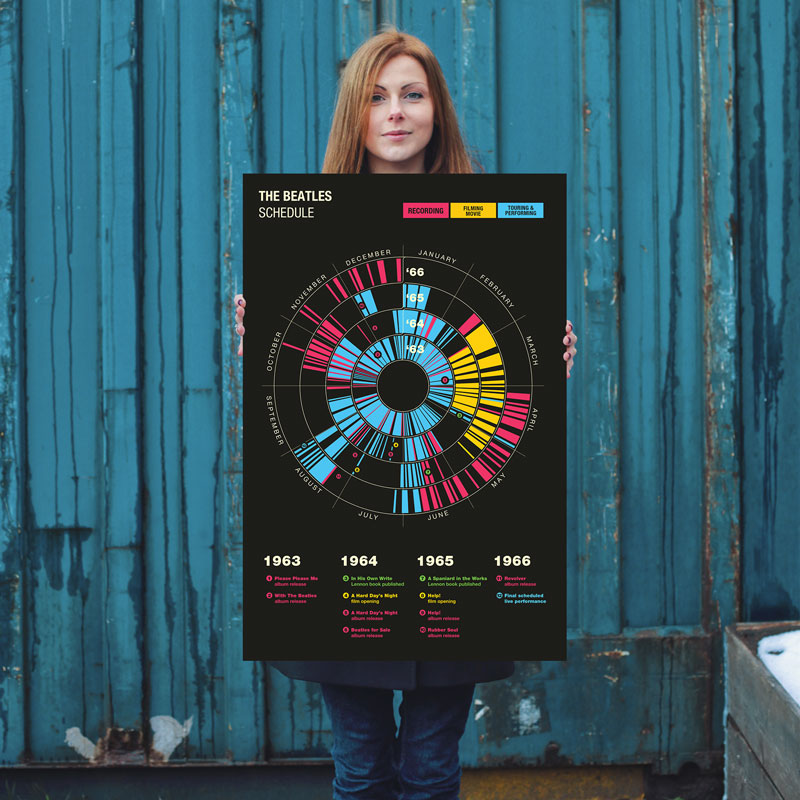 THE BEATLES
SCHEDULE
RECORDING
FILMING
MOVIE
TOURING &
PERFORMING
JANUARY
FEBRUARY
MARCH
APRIL
MAY
JUNE
JULY
AUGUST
SEPTEMBER
OCTOBER
NOVEMBER
DECEMBER
'66
'65
'64
'63
1963
1 Please Please Me
album release
2 With The Beatles
album release
1964
3 In His Own Write
Lennon book published
4 A Hard Day's Night
film opening
5 A Hard Day's Night
album release
6 Beatles for Sale
album release
1965
7 A Spaniard in the Works
Lennon book published
8 Help!
film opening
9 Help!
album release
10 Rubber Soul
album release
1966
11 Revolver
album release
12 Final scheduled
live performance